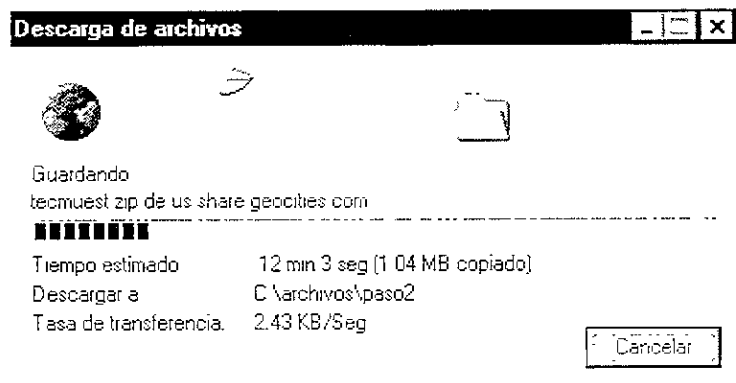 Descarga de archivos
Guardando
tecmuest zip de us share geocities com
Tiempo estimado 12 min 3 seg (1 04 MB copiado)
Descargar a C \archivos\paso2
Tasa de transferencia. 2.43 KB/Seg
Cancelar